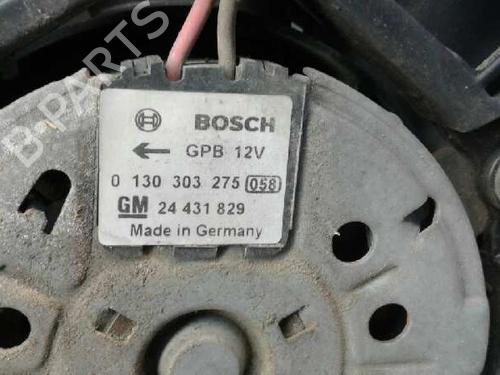 BOSCH
← GPB 12V
0 130 303 275 058
GM 24 431 829
Made in Germany
B-PARTS